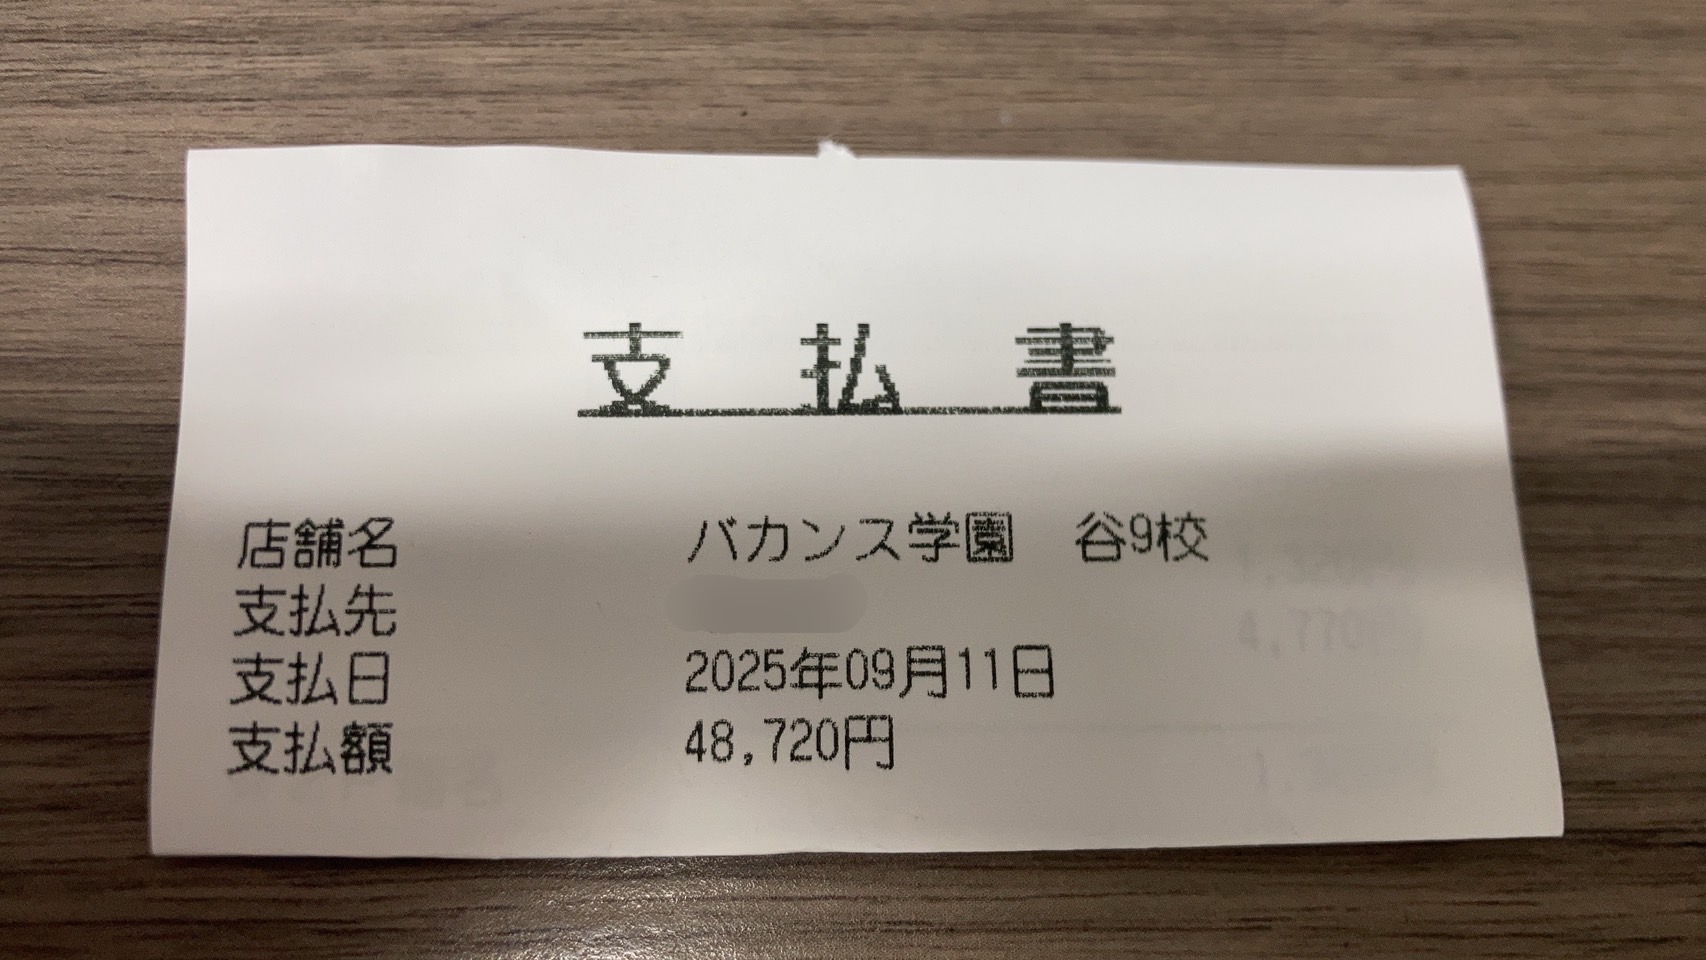 支払書
店舗名 バカンス学園 谷9校
支払先
支払日 2025年09月11日
支払額 48,720円